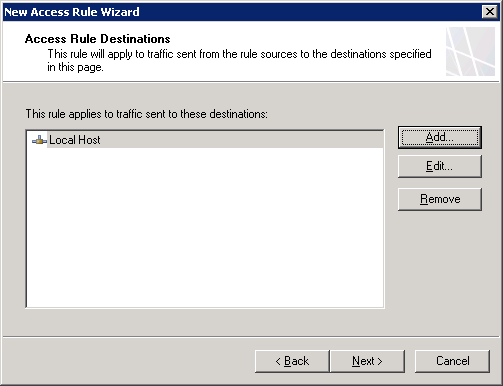 New Access Rule Wizard
Access Rule Destinations
This rule will apply to traffic sent from the rule sources to the destinations specified
in this page.
This rule applies to traffic sent to these destinations:
Local Host
Add...
Edit...
Remove
< Back
Next >
Cancel